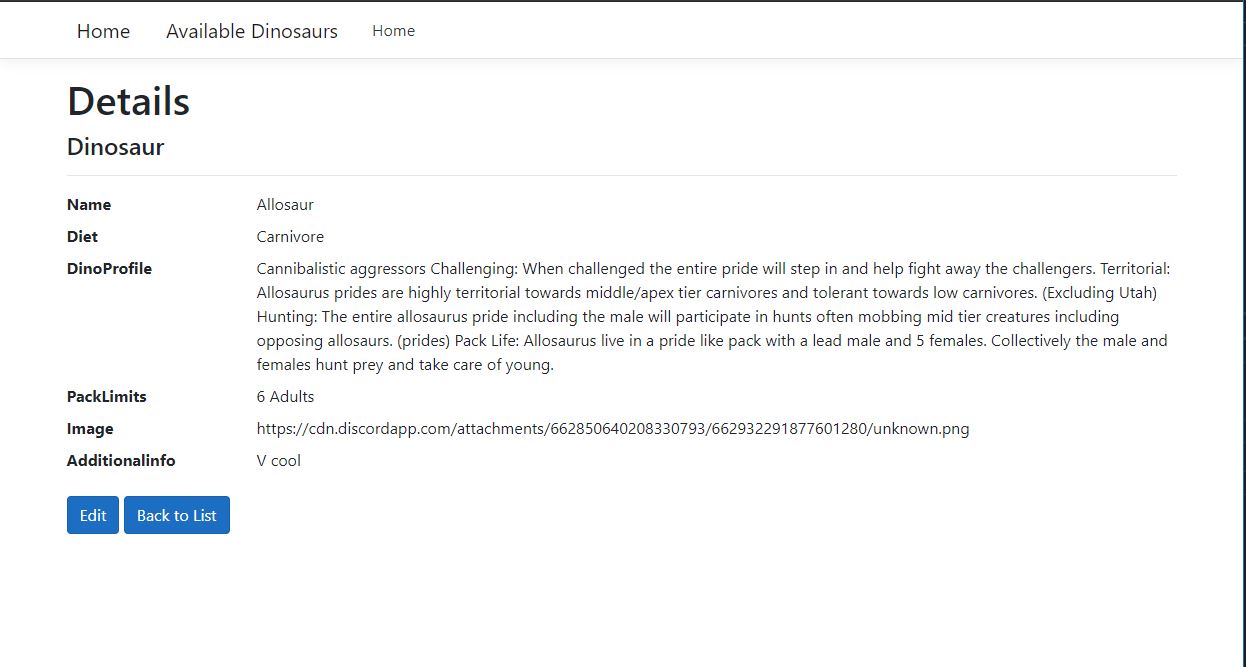 Home Available Dinosaurs Home
Details
Dinosaur
Name Allosaur
Diet Carnivore
DinoProfile Cannibalistic aggressors Challenging: When challenged the entire pride will step in and help fight away the challengers. Territorial:
Allosaurus prides are highly territorial towards middle/apex tier carnivores and tolerant towards low carnivores. (Excluding Utah)
Hunting: The entire allosaurus pride including the male will participate in hunts often mobbing mid tier creatures including
opposing allosaurs. (prides) Pack Life: Allosaurus live in a pride like pack with a lead male and 5 females. Collectively the male and
females hunt prey and take care of young.
PackLimits 6 Adults
Image https://cdn.discordapp.com/attachments/662850640208330793/662932291877601280/unknown.png
Additionalinfo V cool
Edit Back to List